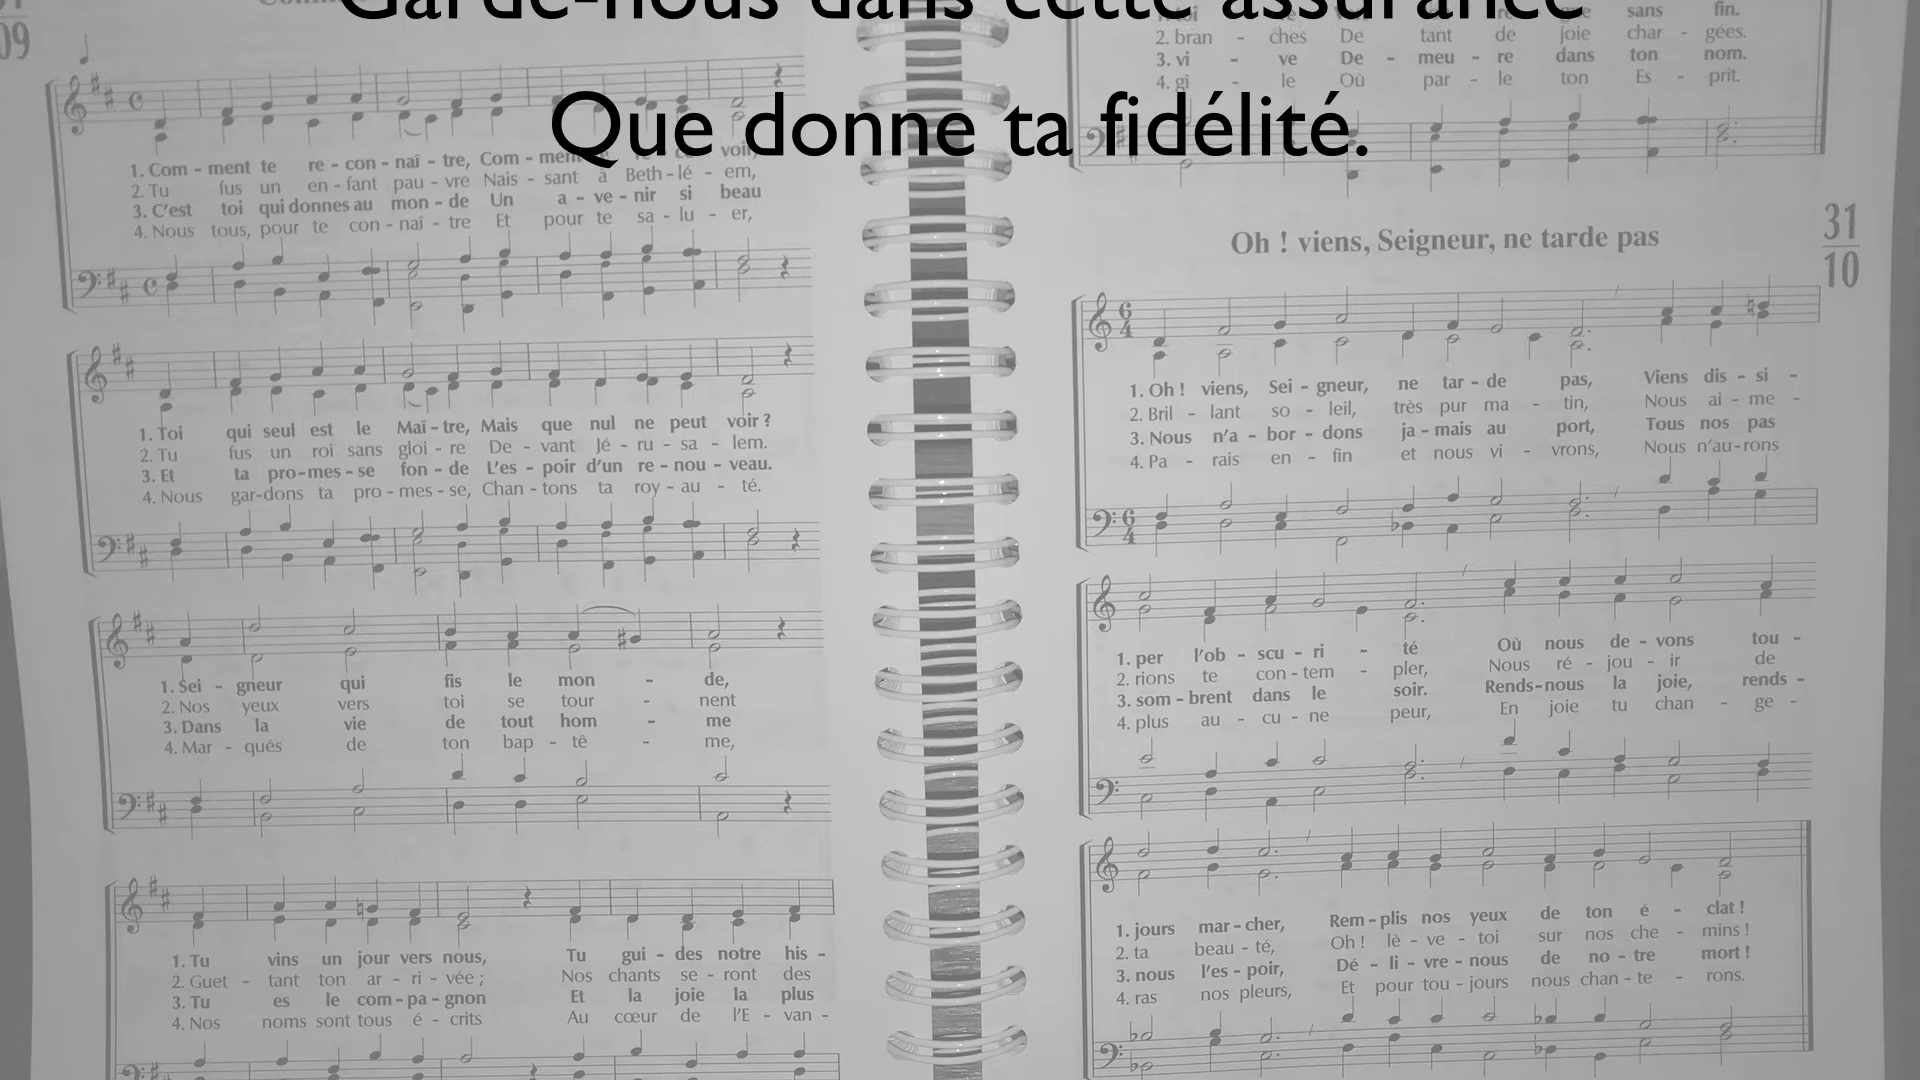 Garde-nous dans cette assurance
Que donne ta fidélité.
09
1. Com - ment te re - con - naî - tre, Com - ment voir,
2. Tu fus un en - fant pau - vre Nais - sant à Beth - lé - em,
3. C'est toi qui donnes au mon - de Un a - ve - nir si beau
4. Nous tous, pour te con - naî - tre Et pour te sa - lu - er,
1. Toi qui seul est le Maî - tre, Mais que nul ne peut voir ?
2. Tu fus un roi sans gloi - re De - vant Jé - ru - sa - lem.
3. Et ta pro - mes - se fon - de L'es - poir d'un re - nou - veau.
4. Nous gar - dons ta pro - mes - se, Chan - tons ta roy - au - té.
1. Sei - gneur qui fis le mon - de,
2. Nos yeux vers toi se tour - nent
3. Dans la vie de tout hom - me
4. Mar - qués de ton bap - tê - me,
1. Tu vins un jour vers nous, Tu gui - des notre his -
2. Guet - tant ton ar - ri - vée ; Nos chants se - ront des
3. Tu es le com - pa - gnon Et la joie la plus
4. Nos noms sont tous é - crits Au cœur de l'E - van -
sans fin.
2. bran - ches De tant de joie char - gées.
3. vi - ve De - meu - re dans ton nom.
4. gi - le Où par - le ton Es - prit.
Oh ! viens, Seigneur, ne tarde pas
31
10
1. Oh ! viens, Sei - gneur, ne tar - de pas, Viens dis - si -
2. Bril - lant so - leil, très pur ma - tin, Nous ai - me -
3. Nous n'a - bor - dons ja - mais au port, Tous nos pas
4. Pa - rais en - fin et nous vi - vrons, Nous n'au - rons
1. per l'ob - scu - ri - té Où nous de - vons tou -
2. rions te con - tem - pler, Nous ré - jou - ir de
3. som - brent dans le soir. Rends - nous la joie, rends -
4. plus au - cu - ne peur, En joie tu chan - ge -
1. jours mar - cher, Rem - plis nos yeux de ton é - clat !
2. ta beau - té, Oh ! lè - ve - toi sur nos che - mins !
3. nous l'es - poir, Dé - li - vre - nous de no - tre mort !
4. ras nos pleurs, Et pour tou - jours nous chan - te - rons.